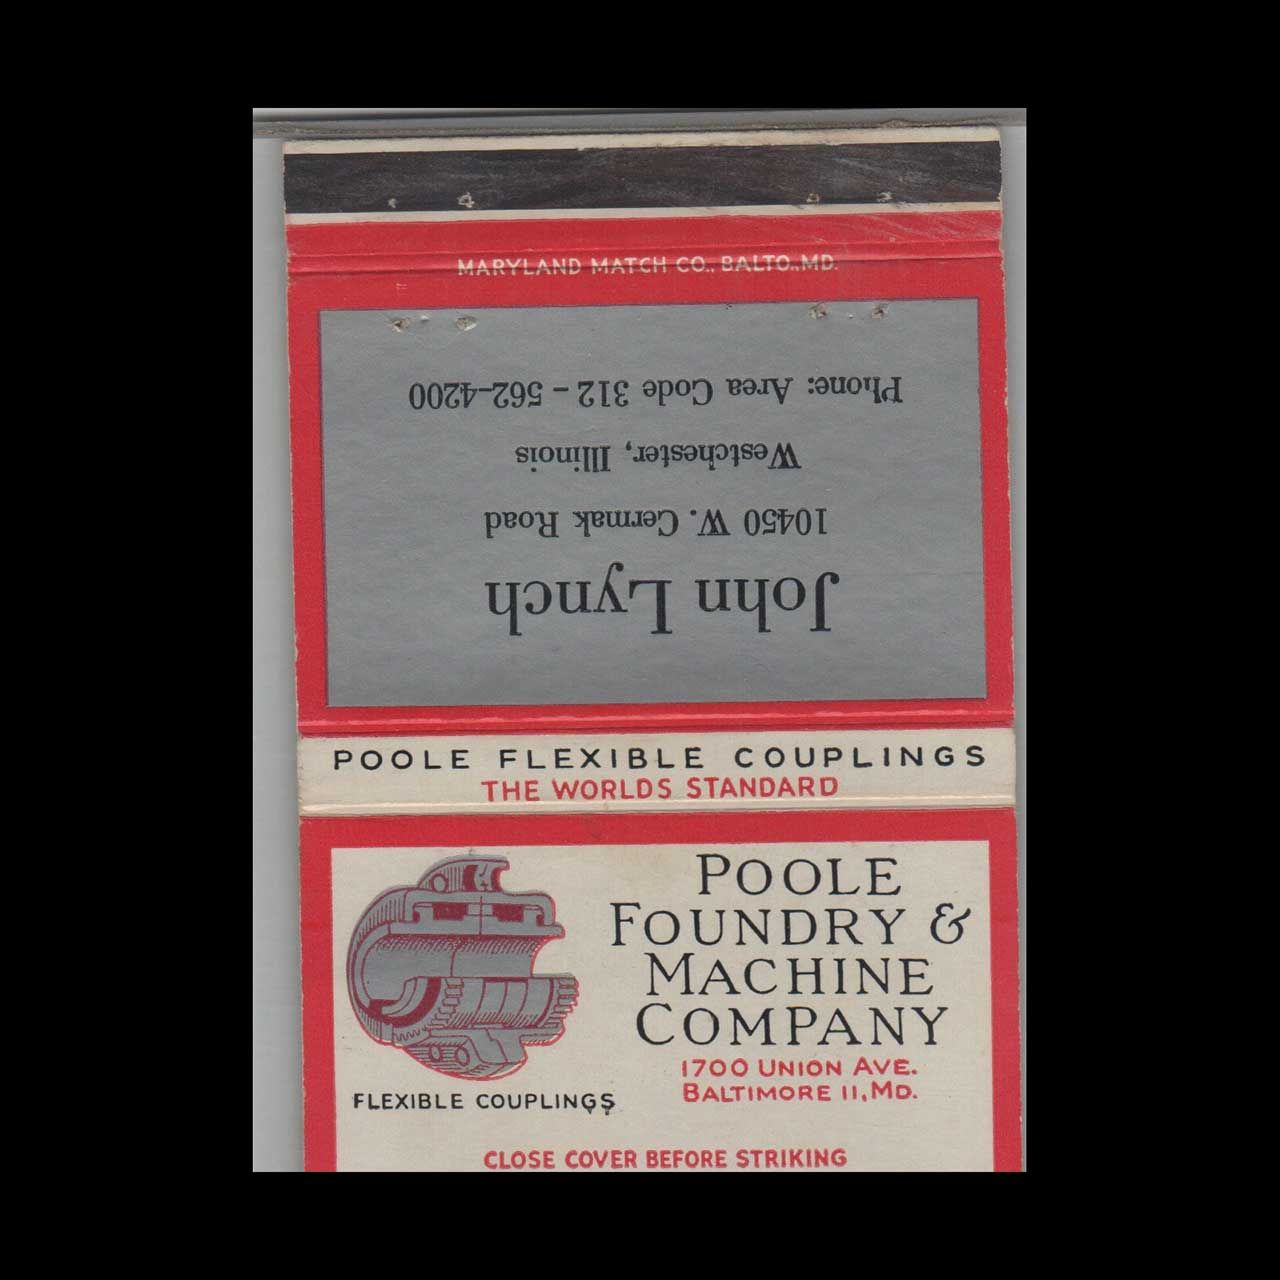 MARYLAND MATCH CO., BALTO., MD.
John Lynch
10450 W. Cermak Road
Westchester, Illinois
Phone: Area Code 312 – 562-4200
POOLE FLEXIBLE COUPLINGS
THE WORLDS STANDARD
POOLE
FOUNDRY &
MACHINE
COMPANY
1700 UNION AVE.
BALTIMORE 11, MD.
FLEXIBLE COUPLINGS
CLOSE COVER BEFORE STRIKING